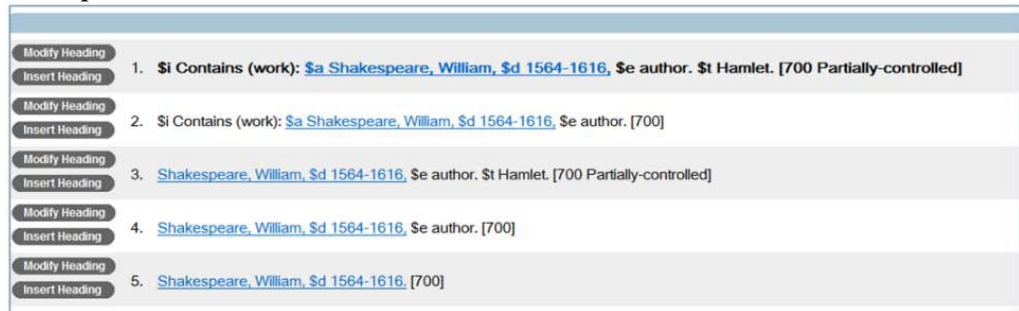 Modify Heading
Insert Heading
1. $i Contains (work): $a Shakespeare, William, $d 1564-1616, $e author. $t Hamlet. [700 Partially-controlled]
Modify Heading
Insert Heading
2. $i Contains (work): $a Shakespeare, William, $d 1564-1616, $e author. [700]
Modify Heading
Insert Heading
3. Shakespeare, William, $d 1564-1616, $e author. $t Hamlet. [700 Partially-controlled]
Modify Heading
Insert Heading
4. Shakespeare, William, $d 1564-1616, $e author. [700]
Modify Heading
Insert Heading
5. Shakespeare, William, $d 1564-1616. [700]